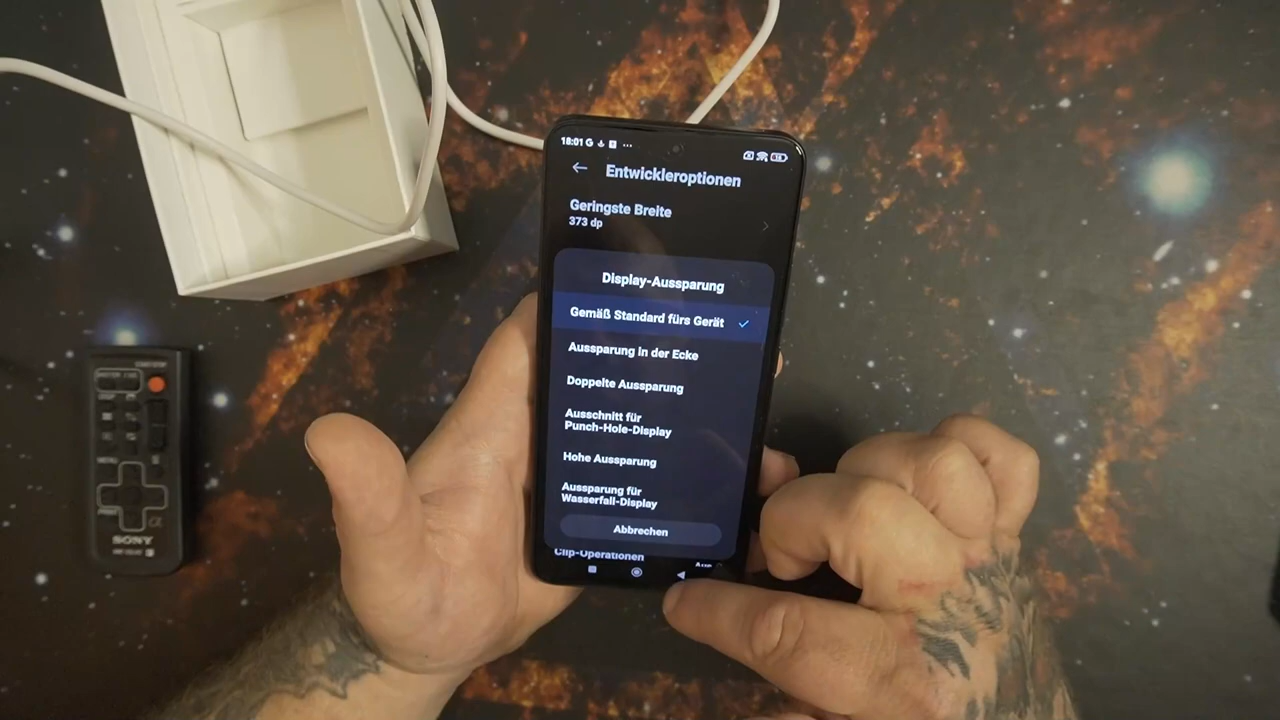 18:01 G
Entwickleroptionen
Geringste Breite
373 dp
Display-Aussparung
Gemäß Standard fürs Gerät
Aussparung in der Ecke
Doppelte Aussparung
Ausschnitt für
Punch-Hole-Display
Hohe Aussparung
Aussparung für
Wasserfall-Display
Abbrechen
Clip-Operationen
SONY
α